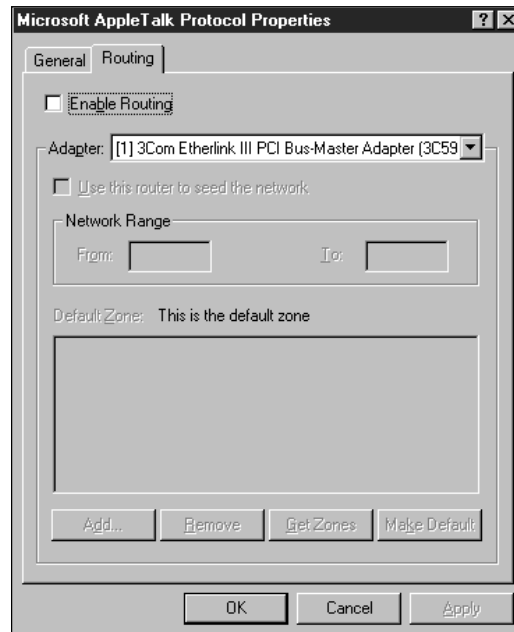 Microsoft AppleTalk Protocol Properties
General
Routing
Enable Routing
Adapter: [1] 3Com Etherlink III PCI Bus-Master Adapter (3C59
Use this router to seed the network
Network Range
From: To:
Default Zone: This is the default zone
Add... Remove Get Zones Make Default
OK Cancel Apply